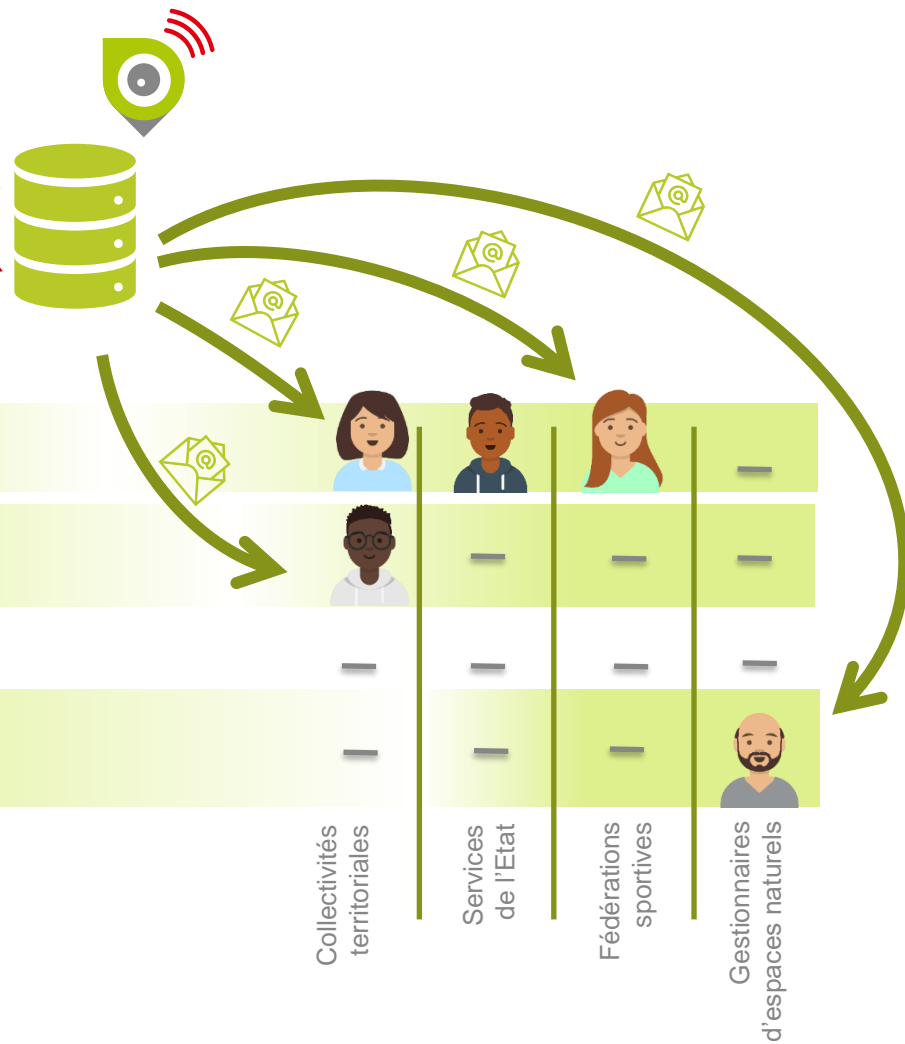 Collectivités
territoriales
Services
de l'Etat
Fédérations
sportives
Gestionnaires
d'espaces naturels